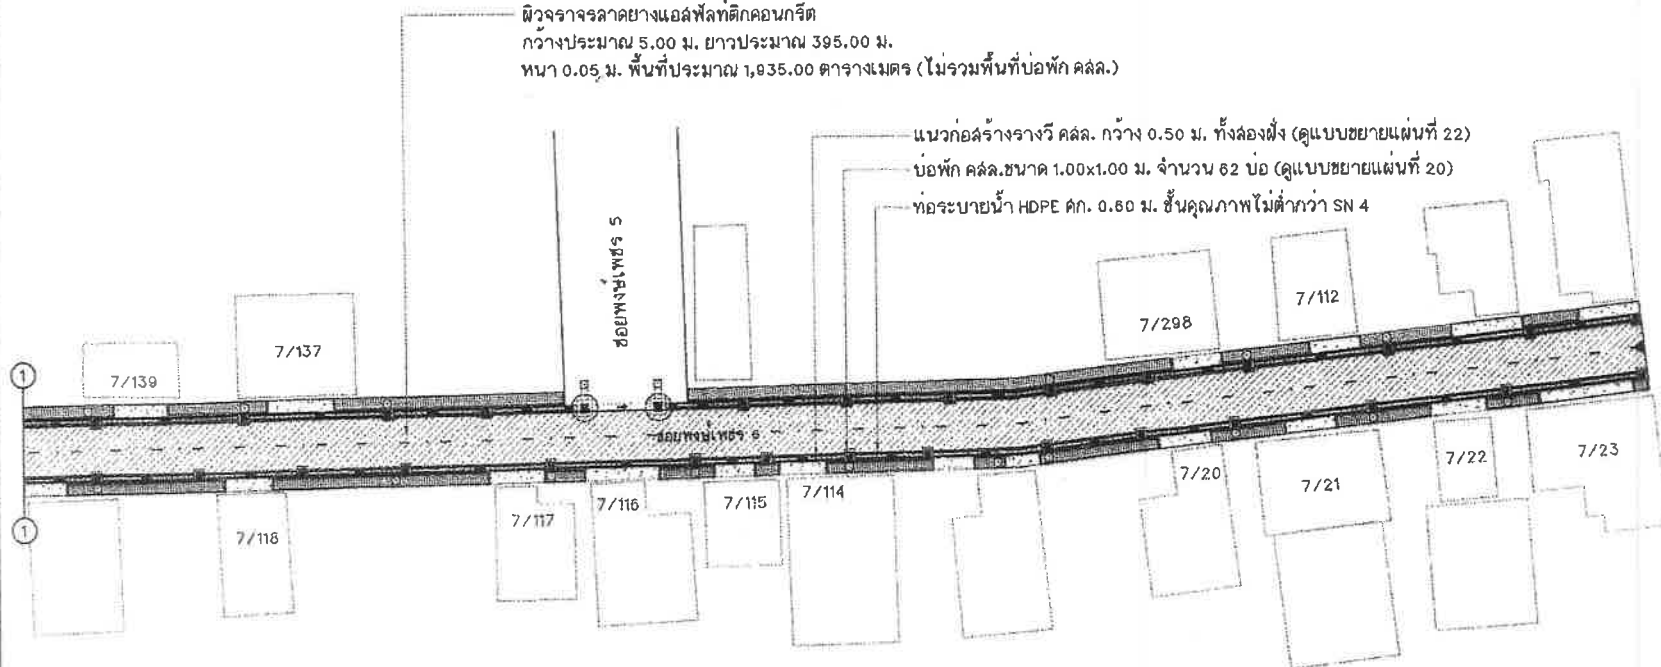 ผิวจราจรลาดยางแอสฟัลท์ติกคอนกรีต
กว้างประมาณ 5.00 ม. ยาวประมาณ 395.00 ม.
หนา 0.05 ม. พื้นที่ประมาณ 1,935.00 ตารางเมตร (ไม่รวมพื้นที่บ่อพัก คสล.)
แนวก่อสร้างรางวี คสล. กว้าง 0.50 ม. ทั้งสองฝั่ง (ดูแบบขยายแผ่นที่ 22)
บ่อพัก คสล.ขนาด 1.00x1.00 ม. จำนวน 62 บ่อ (ดูแบบขยายแผ่นที่ 20)
ท่อระบายน้ำ HDPE ศก. 0.60 ม. ชั้นคุณภาพไม่ต่ำกว่า SN 4
ซอยพงษ์เพชร 5
7/298
7/112
7/137
7/139
1
ซอยพงษ์เพชร 6
7/118
7/117
7/116
7/115
7/114
7/20
7/21
7/22
7/23
1